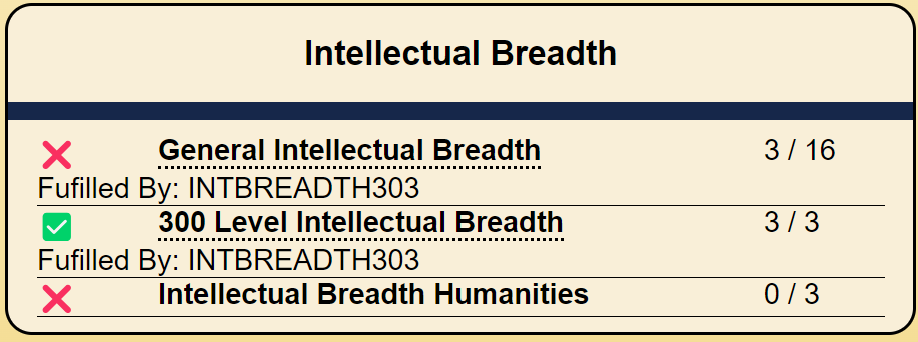 Intellectual Breadth
General Intellectual Breadth 3 / 16
Fufilled By: INTBREADTH303
300 Level Intellectual Breadth 3 / 3
Fufilled By: INTBREADTH303
Intellectual Breadth Humanities 0 / 3